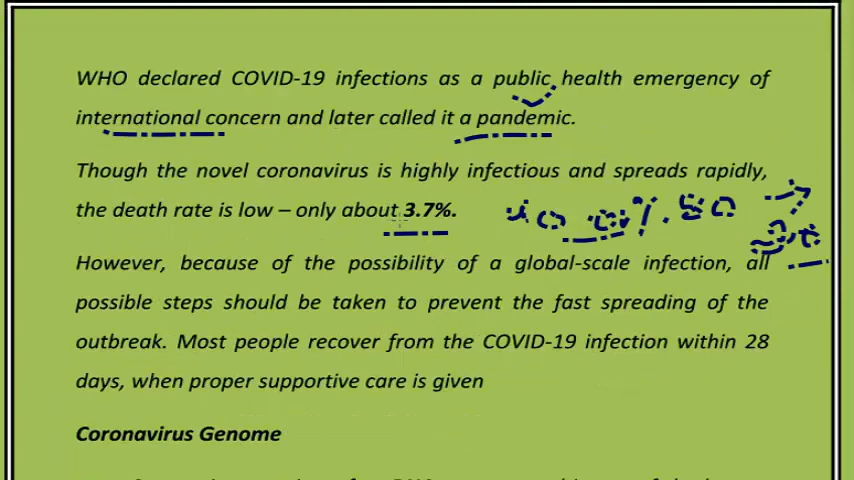 WHO declared COVID-19 infections as a public health emergency of
international concern and later called it a pandemic.
Though the novel coronavirus is highly infectious and spreads rapidly,
the death rate is low – only about 3.7%.
However, because of the possibility of a global-scale infection, all
possible steps should be taken to prevent the fast spreading of the
outbreak. Most people recover from the COVID-19 infection within 28
days, when proper supportive care is given
Coronavirus Genome